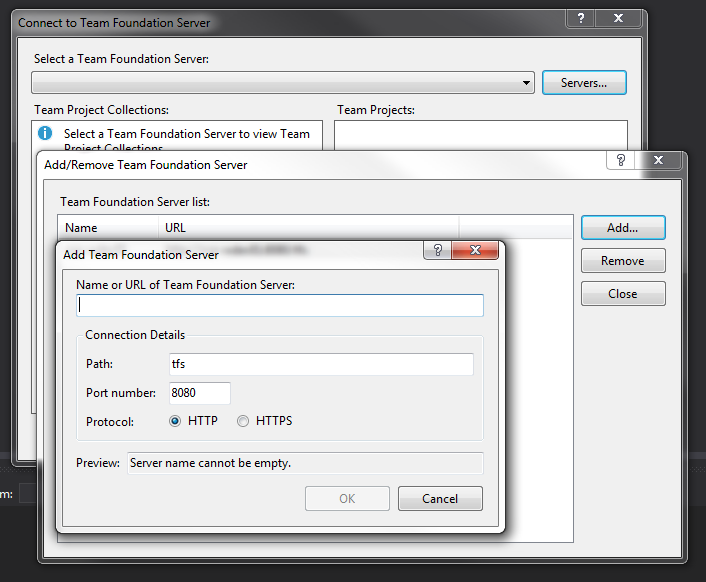 Connect to Team Foundation Server
Select a Team Foundation Server:
Servers...
Team Project Collections:
Team Projects:
Select a Team Foundation Server to view Team
Project Collections
Add/Remove Team Foundation Server
Team Foundation Server list:
Name URL
Add...
Remove
Close
Add Team Foundation Server
Name or URL of Team Foundation Server:
Connection Details
Path: tfs
Port number: 8080
Protocol: HTTP HTTPS
Preview: Server name cannot be empty.
OK Cancel
m: